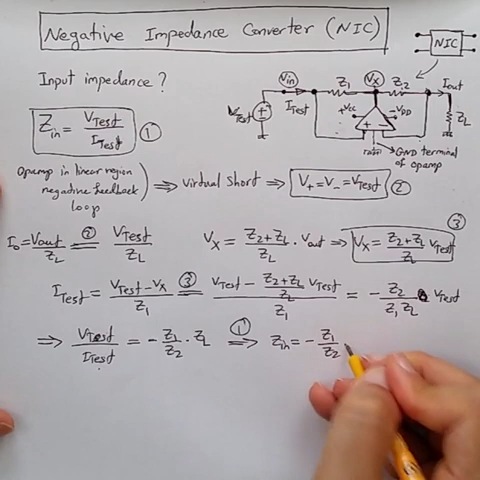 Negative Impedance Converter (NIC)
NIC
Input impedance?
Vin Z1 Vx Z2 Iout
ITest +VCC -VDD ZL
VTest + - + -
GND terminal
of opamp
Zin = VTest / ITest ①
Opamp in linear region
negative feedback
loop
⟹ virtual short ⟹ V+ = V- = VTest ②
Io = Vout / ZL =② VTest / ZL
Vx = (Z2+ZL) / ZL · Vout ⟹ Vx = (Z2+ZL) / ZL VTest ③
ITest = (VTest - Vx) / Z1 =③ (VTest - (Z2+ZL) / ZL VTest) / Z1 = - Z2 / (Z1 ZL) VTest
⟹ VTest / ITest = - Z1 / Z2 · ZL ⟹① Zin = - Z1 / Z2